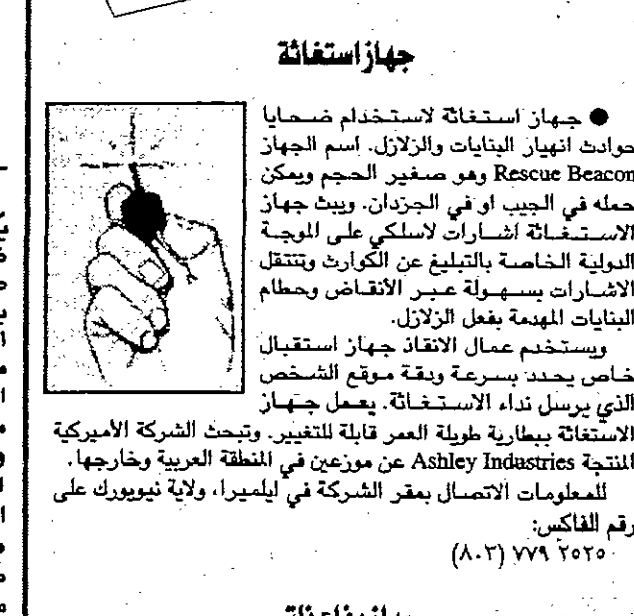 جهاز استغاثة
● جهاز استغاثة لاستخدام ضحايا
حوادث انهيار البنايات والزلازل. اسم الجهاز
Rescue Beacon وهو صغير الحجم ويمكن
حمله في الجيب او في الجزدان. ويبث جهاز
الاستغاثة اشارات لاسلكي على الموجة
الدولية الخاصة بالتبليغ عن الكوارث وتنتقل
الاشارات بسهولة عبر الأنقاض وحطام
البنايات المهدمة بفعل الزلازل.
ويستخدم عمال الانقاذ جهاز استقبال
خاص يحدد بسرعة ودقة موقع الشخص
الذي يرسل نداء الاستغاثة. يعمل جهاز
الاستغاثة ببطارية طويلة العمر قابلة للتغيير. وتبحث الشركة الأميركية
المنتجة Ashley Indastries عن موزعين في المنطقة العربية وخارجها.
للمعلومات الاتصال بمقر الشركة في ايلميرا، ولاية نيويورك على
رقم الفاكس:
٢٥٢٥ ٧٧٩ (٨٠٣)